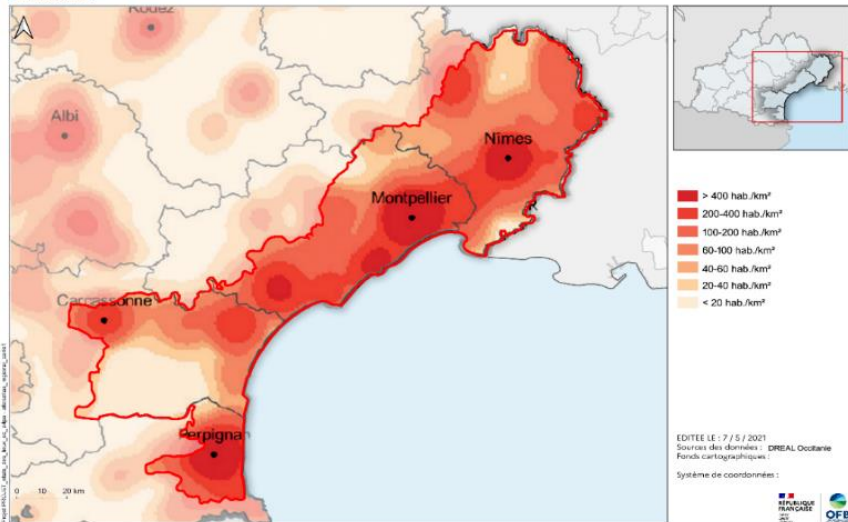 Rodez
Albi
Nîmes
Montpellier
Carcassonne
Perpignan
0 10 20 km
> 400 hab./km²
200-400 hab./km²
100-200 hab./km²
60-100 hab./km²
40-60 hab./km²
20-40 hab./km²
< 20 hab./km²
EDITEE LE : 7 / 5 / 2021
Sources des données : DREAL Occitanie
Fonds cartographiques :
Système de coordonnées :
RÉPUBLIQUE
FRANÇAISE
OFB